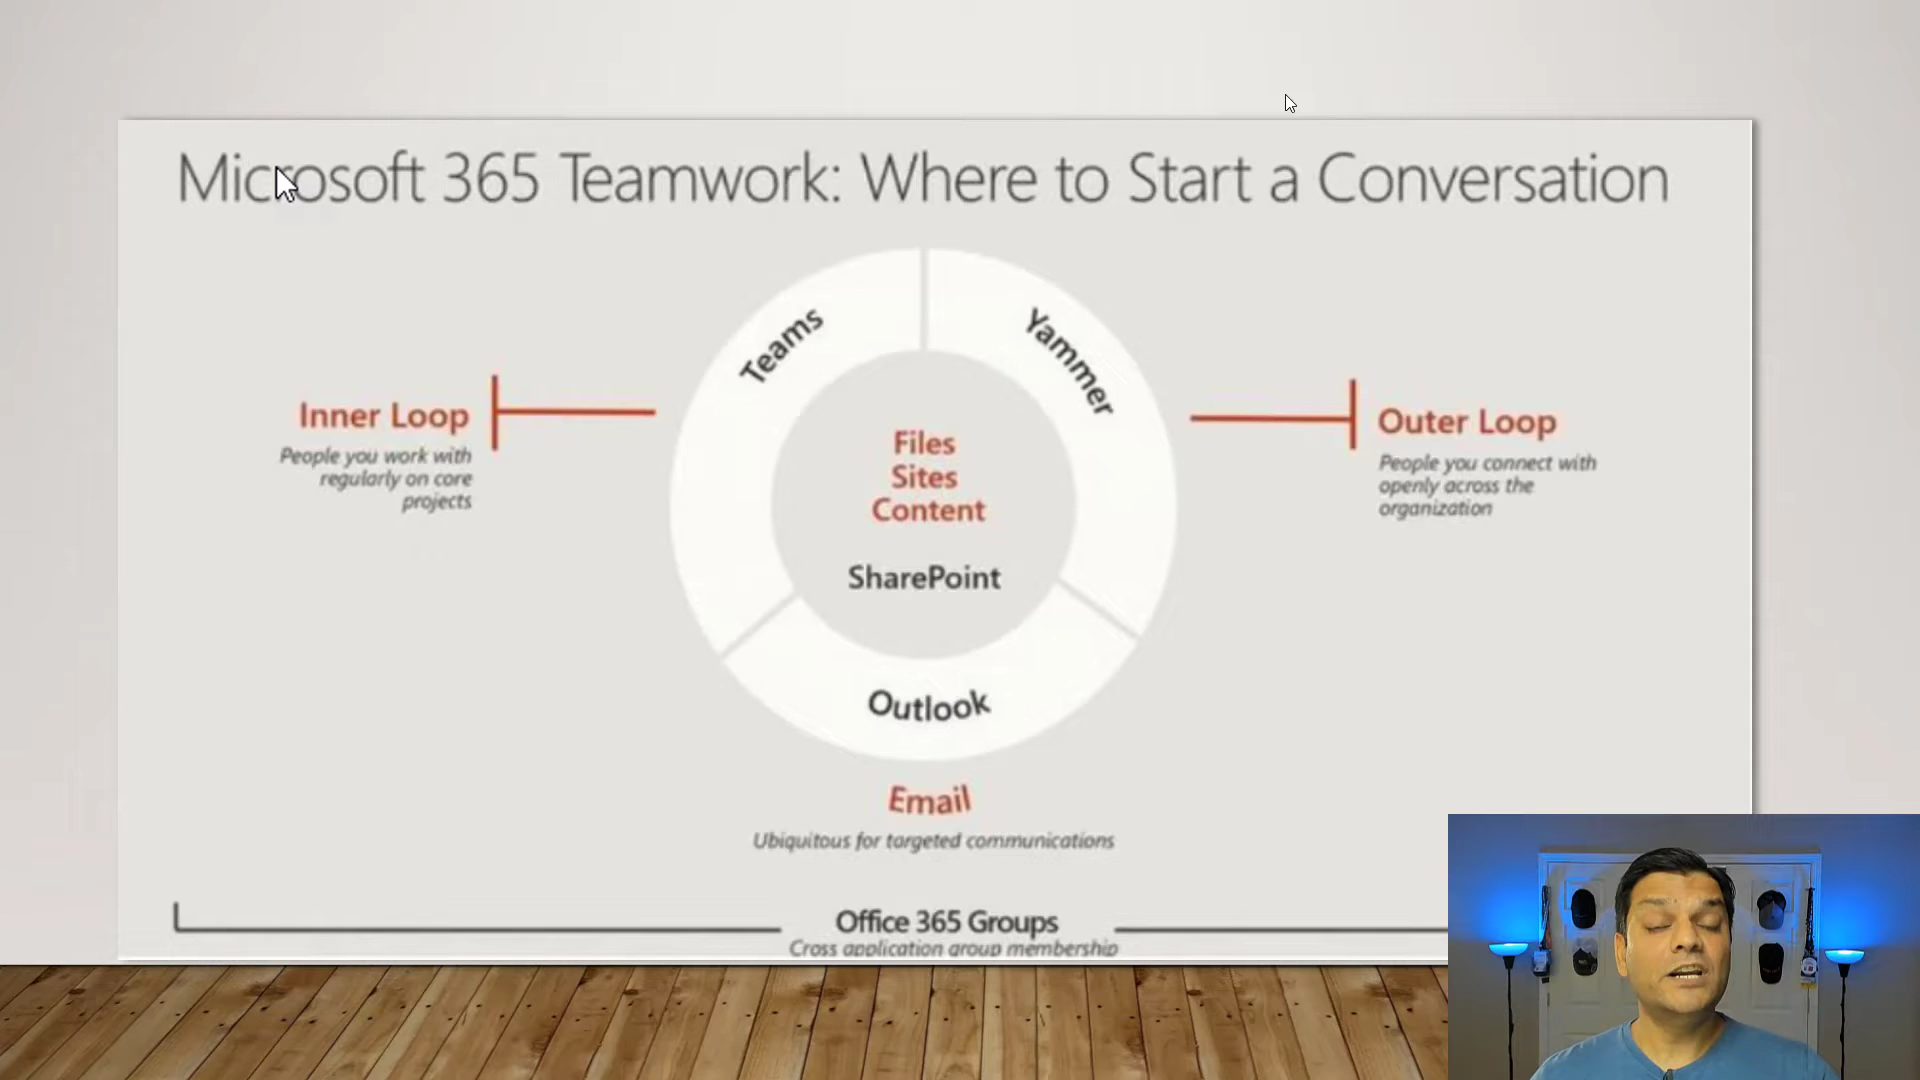 Microsoft 365 Teamwork: Where to Start a Conversation
Teams
Yammer
Inner Loop
People you work with
regularly on core
projects
Files
Sites
Content
SharePoint
Outer Loop
People you connect with
openly across the
organization
Outlook
Email
Ubiquitous for targeted communications
Office 365 Groups
Cross application group membership